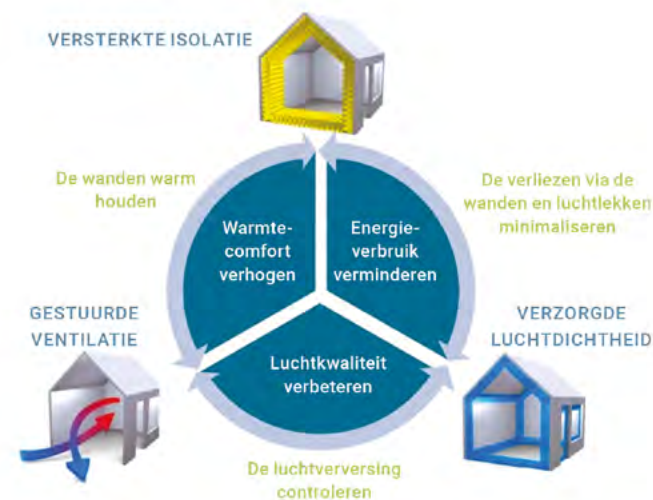 VERSTERKTE ISOLATIE
De wanden warm
houden
De verliezen via de
wanden en luchtlekken
minimaliseren
Warmte-
comfort
verhogen
Energie-
verbruik
verminderen
GESTUURDE
VENTILATIE
VERZORGDE
LUCHTDICHTHEID
Luchtkwaliteit
verbeteren
De luchtverversing
controleren